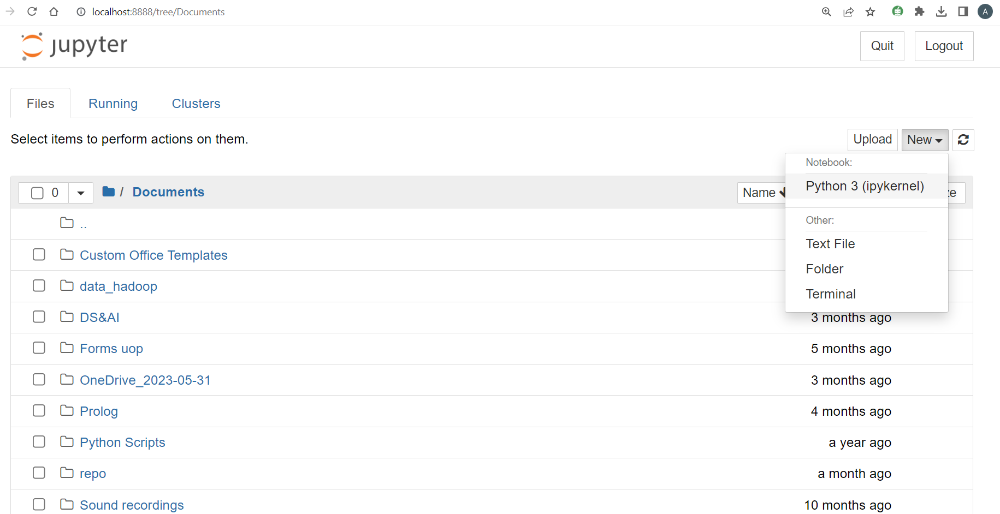 localhost:8888/tree/Documents
A
jupyter
Quit
Logout
Files
Running
Clusters
Select items to perform actions on them.
Upload
New
Notebook:
Python 3 (ipykernel)
Other:
Text File
Folder
Terminal
0
/
Documents
Name
..
Custom Office Templates
data_hadoop
DS&AI
3 months ago
Forms uop
5 months ago
OneDrive_2023-05-31
3 months ago
Prolog
4 months ago
Python Scripts
a year ago
repo
a month ago
Sound recordings
10 months ago